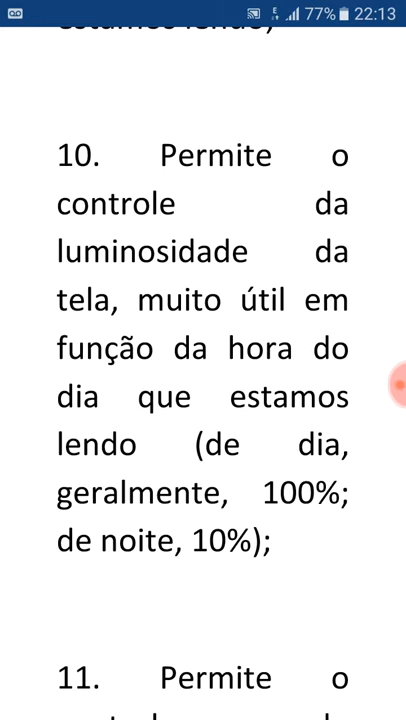 77% 22:13
10. Permite o
controle da
luminosidade da
tela, muito útil em
função da hora do
dia que estamos
lendo (de dia,
geralmente, 100%;
de noite, 10%);
11. Permite o